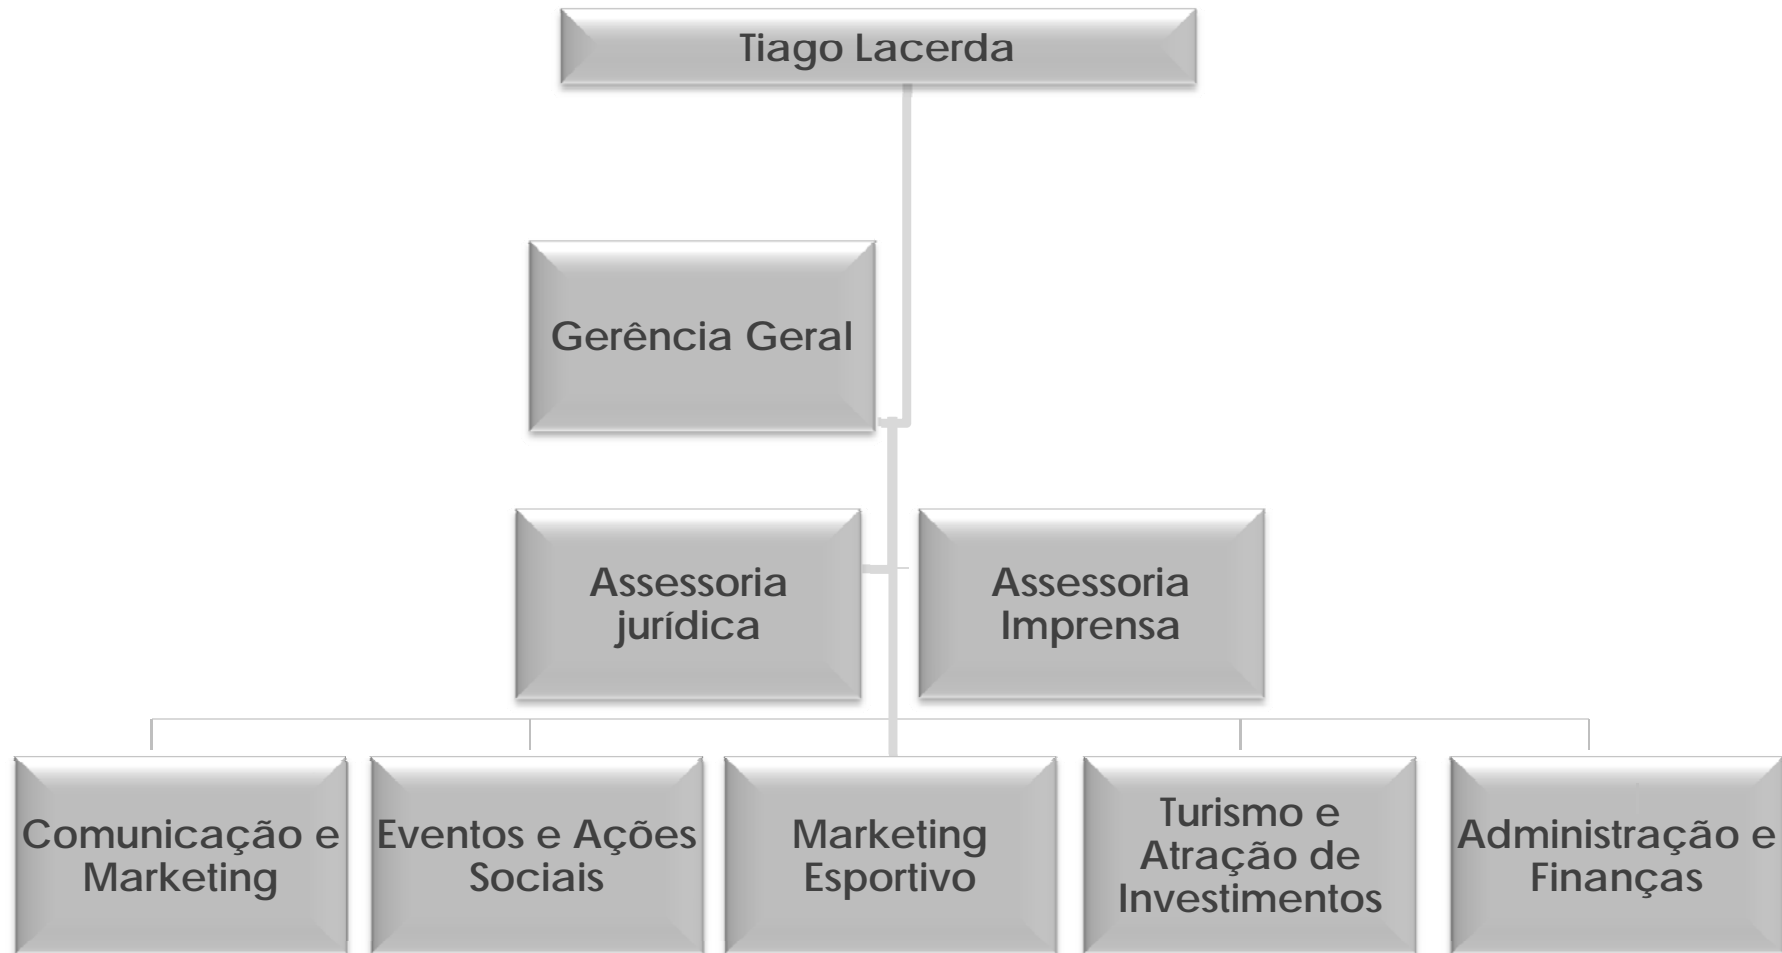 Tiago Lacerda
Gerência Geral
Assessoria
jurídica
Assessoria
Imprensa
Comunicação e
Marketing
Eventos e Ações
Sociais
Marketing
Esportivo
Turismo e
Atração de
Investimentos
Administração e
Finanças